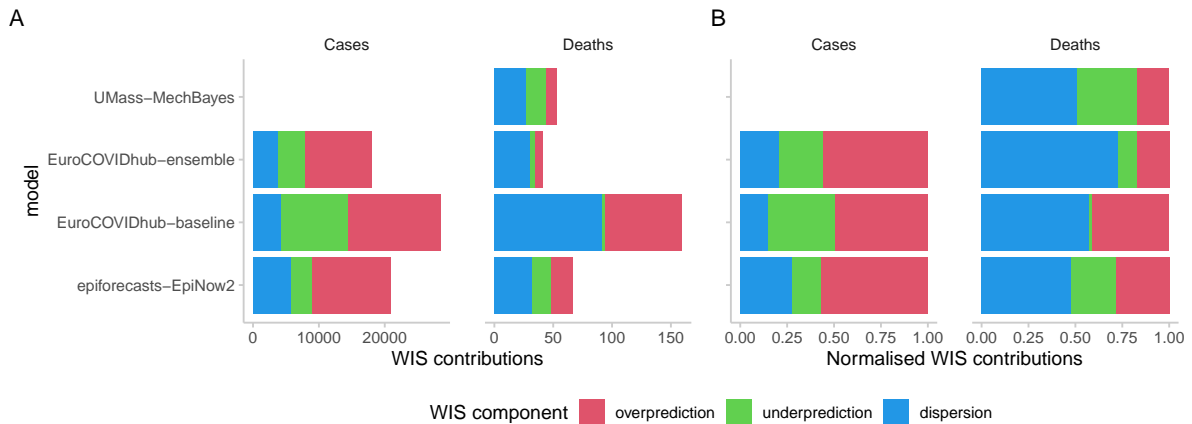 A
B
Cases
Deaths
Cases
Deaths
model
UMass−MechBayes
EuroCOVIDhub−ensemble
EuroCOVIDhub−baseline
epiforecasts−EpiNow2
0 10000 20000
0 50 100 150
0.00 0.25 0.50 0.75 1.00
0.00 0.25 0.50 0.75 1.00
WIS contributions
Normalised WIS contributions
WIS component overprediction underprediction dispersion